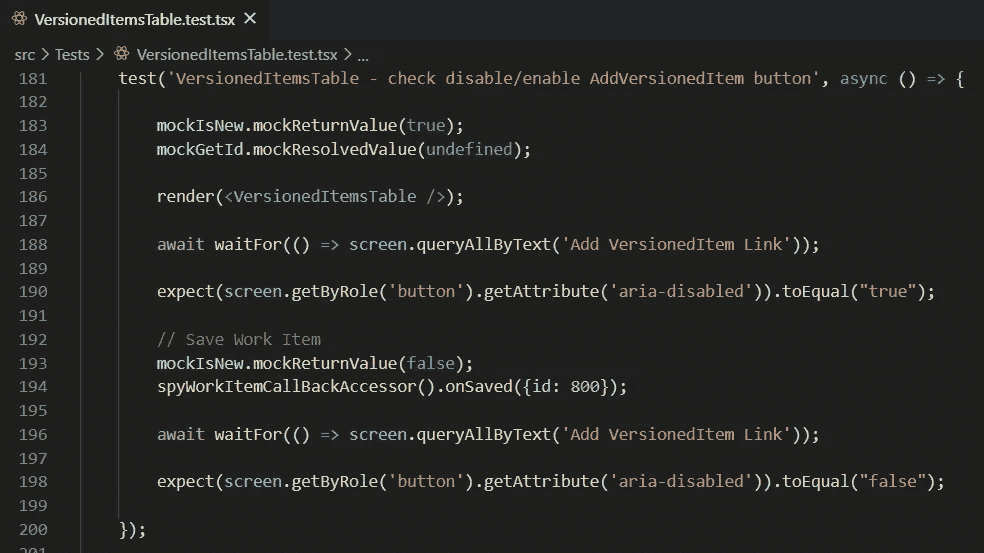 VersionedItemsTable.test.tsx ×
src > Tests > VersionedItemsTable.test.tsx > ...
181 test('VersionedItemsTable - check disable/enable AddVersionedItem button', async () => {
182
183 mockIsNew.mockReturnValue(true);
184 mockGetId.mockResolvedValue(undefined);
185
186 render(<VersionedItemsTable />);
187
188 await waitFor(() => screen.queryAllByText('Add VersionedItem Link'));
189
190 expect(screen.getByRole('button').getAttribute('aria-disabled')).toEqual("true");
191
192 // Save Work Item
193 mockIsNew.mockReturnValue(false);
194 spyWorkItemCallBackAccessor().onSaved({id: 800});
195
196 await waitFor(() => screen.queryAllByText('Add VersionedItem Link'));
197
198 expect(screen.getByRole('button').getAttribute('aria-disabled')).toEqual("false");
199
200 });
201